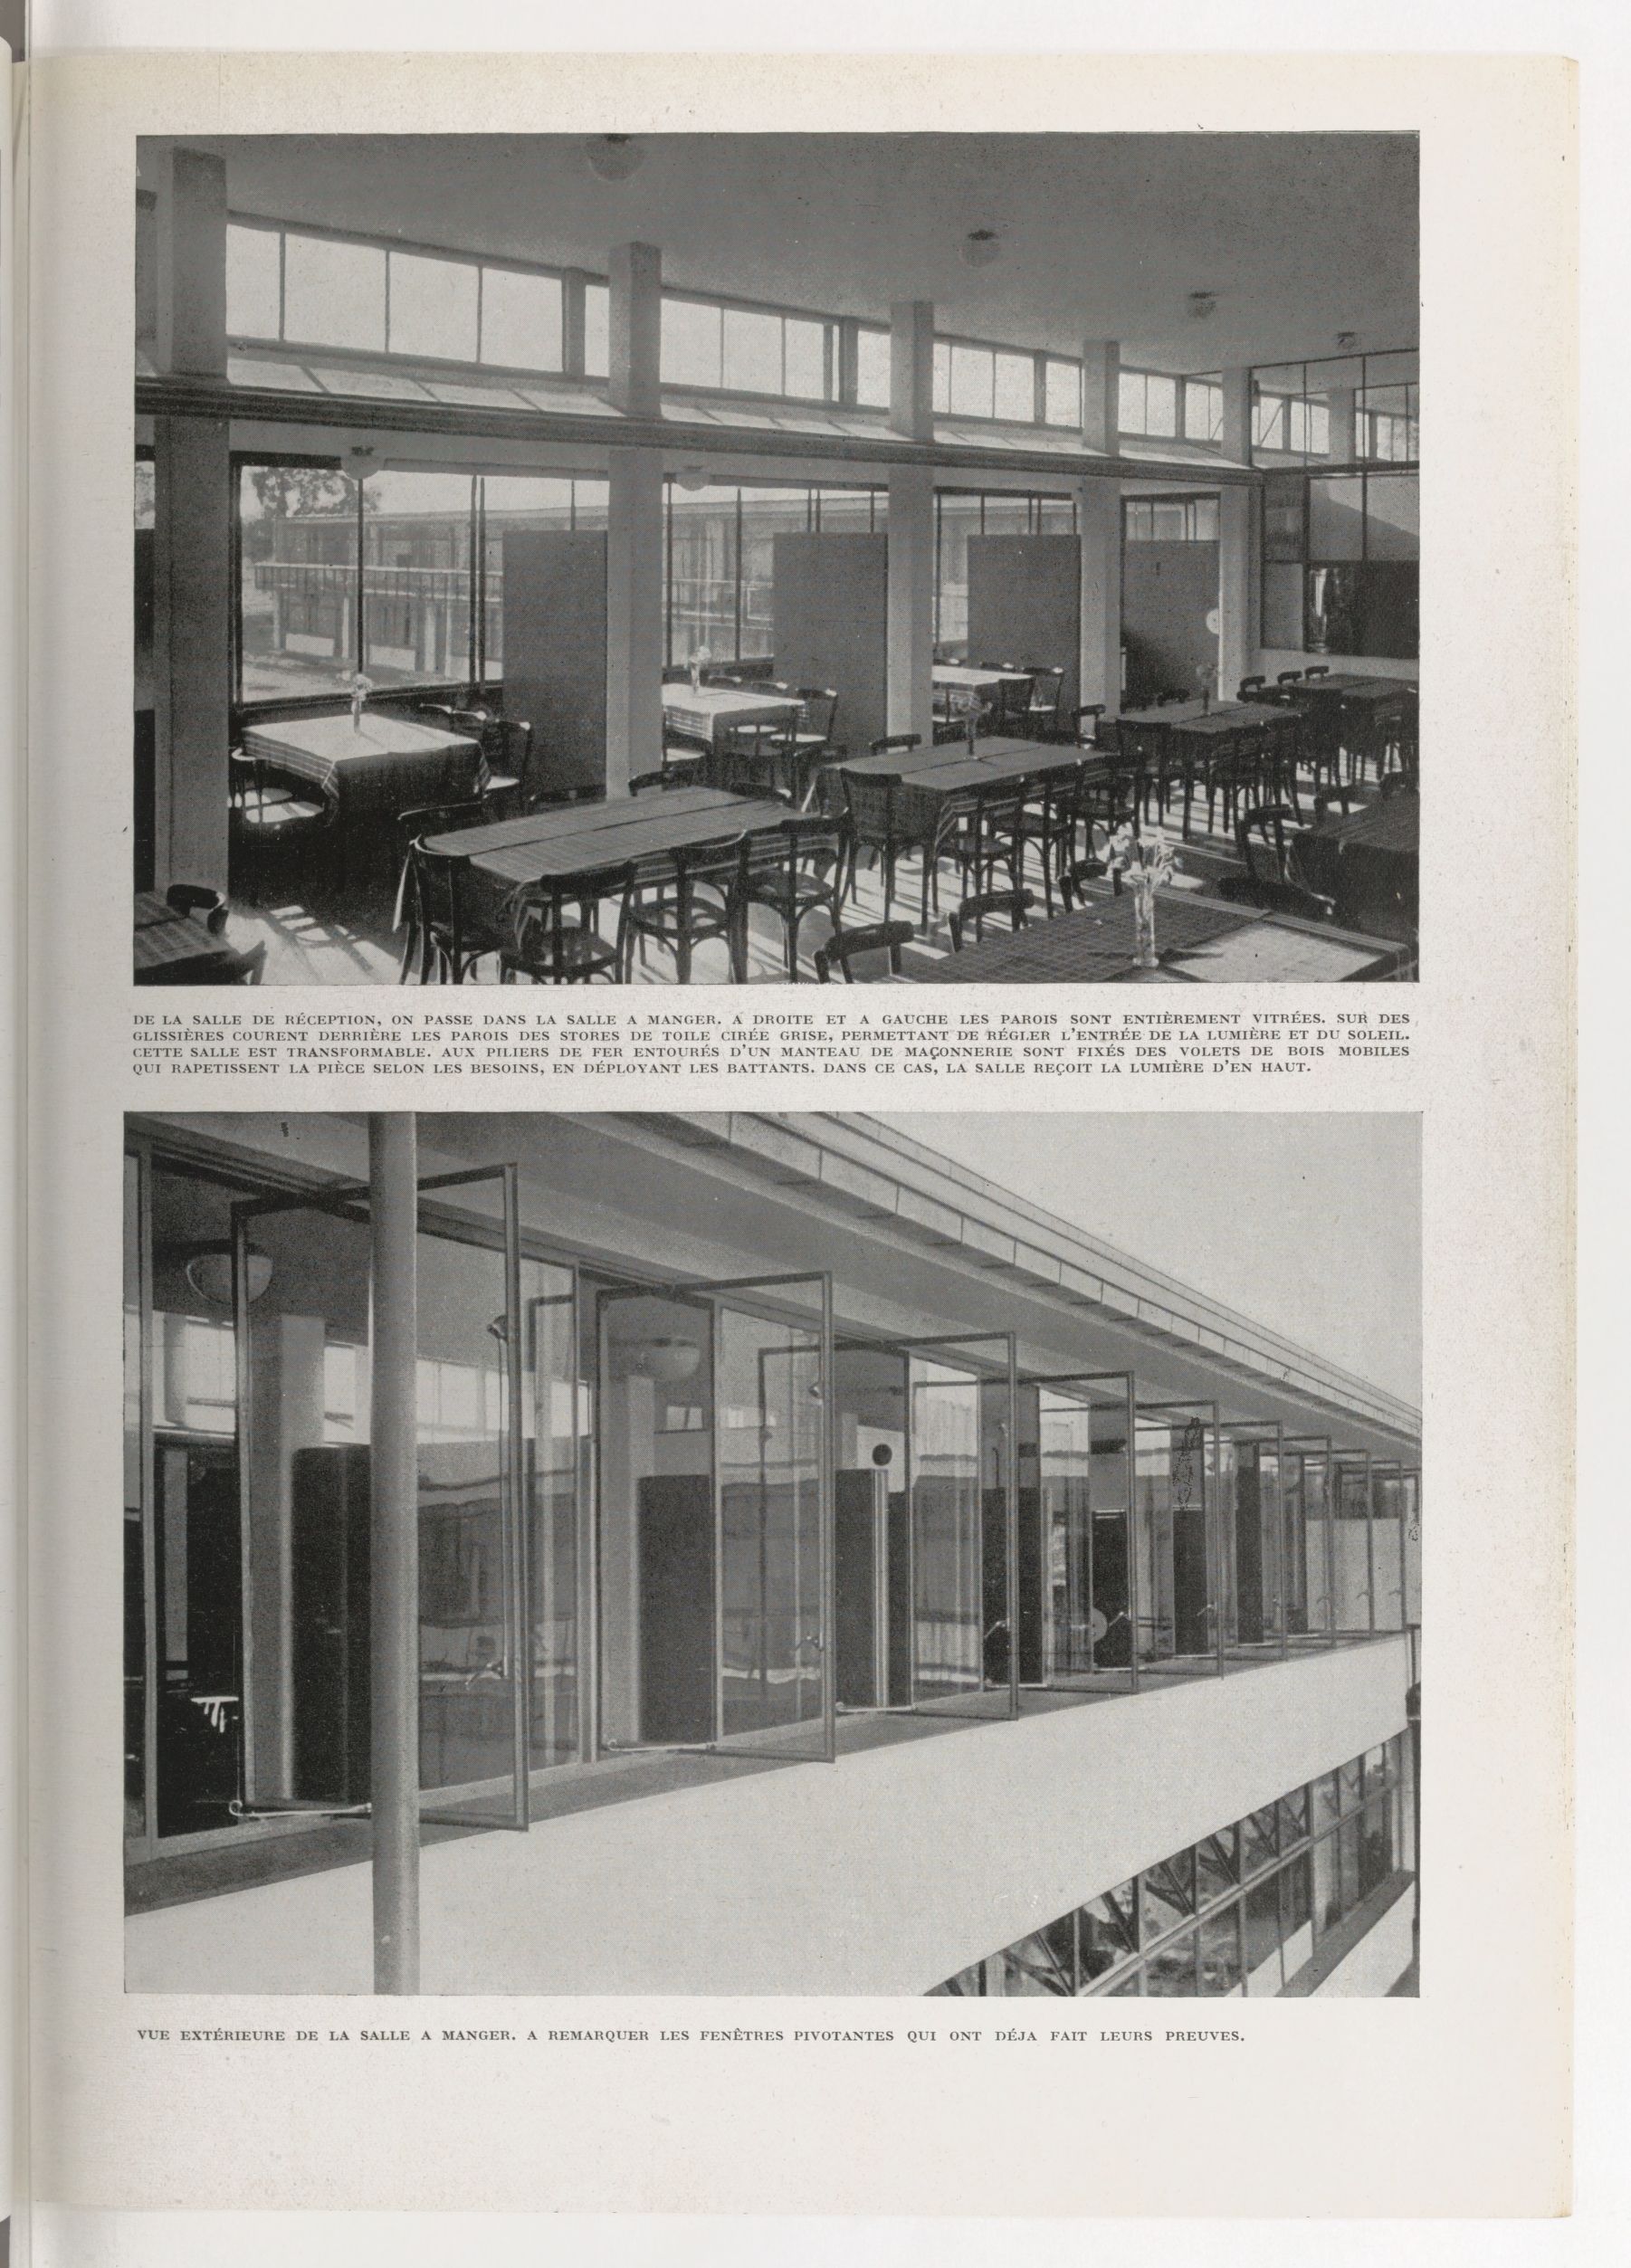 DE LA SALLE DE RÉCEPTION, ON PASSE DANS LA SALLE A MANGER. A DROITE ET A GAUCHE LES PAROIS SONT ENTIÈREMENT VITRÉES. SUR DES
GLISSIÈRES COURENT DERRIÈRE LES PAROIS DES STORES DE TOILE CIRÉE GRISE, PERMETTANT DE RÉGLER L'ENTRÉE DE LA LUMIÈRE ET DU SOLEIL.
CETTE SALLE EST TRANSFORMABLE. AUX PILIERS DE FER ENTOURÉS D'UN MANTEAU DE MAÇONNERIE SONT FIXÉS DES VOLETS DE BOIS MOBILES
QUI RAPETISSENT LA PIÈCE SELON LES BESOINS, EN DÉPLOYANT LES BATTANTS. DANS CE CAS, LA SALLE REÇOIT LA LUMIÈRE D'EN HAUT.
VUE EXTÉRIEURE DE LA SALLE A MANGER. A REMARQUER LES FENÊTRES PIVOTANTES QUI ONT DÉJA FAIT LEURS PREUVES.